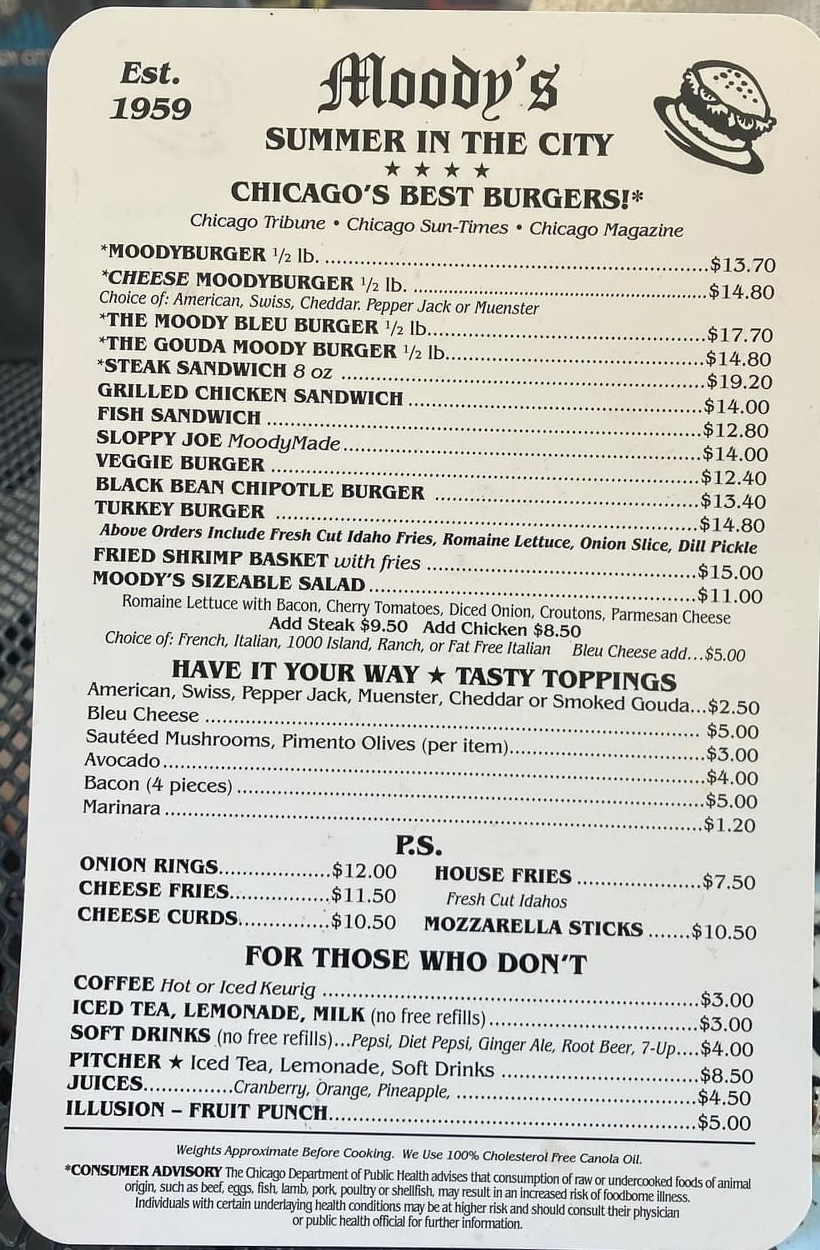 Est.
1959
Moody's
SUMMER IN THE CITY
★ ★ ★ ★
CHICAGO'S BEST BURGERS!*
Chicago Tribune • Chicago Sun-Times • Chicago Magazine
*MOODYBURGER 1/2 lb. ........ $13.70
*CHEESE MOODYBURGER 1/2 lb. ........ $14.80
Choice of: American, Swiss, Cheddar. Pepper Jack or Muenster
*THE MOODY BLEU BURGER 1/2 lb........ $17.70
*THE GOUDA MOODY BURGER 1/2 lb........ $14.80
*STEAK SANDWICH 8 oz ........ $19.20
GRILLED CHICKEN SANDWICH ........ $14.00
FISH SANDWICH ........ $12.80
SLOPPY JOE MoodyMade........ $14.00
VEGGIE BURGER ........ $12.40
BLACK BEAN CHIPOTLE BURGER ........ $13.40
TURKEY BURGER ........ $14.80
Above Orders Include Fresh Cut Idaho Fries, Romaine Lettuce, Onion Slice, Dill Pickle
FRIED SHRIMP BASKET with fries ........ $15.00
MOODY'S SIZEABLE SALAD ........ $11.00
Romaine Lettuce with Bacon, Cherry Tomatoes, Diced Onion, Croutons, Parmesan Cheese
Add Steak $9.50 Add Chicken $8.50
Choice of: French, Italian, 1000 Island, Ranch, or Fat Free Italian Bleu Cheese add...$5.00
HAVE IT YOUR WAY ★ TASTY TOPPINGS
American, Swiss, Pepper Jack, Muenster, Cheddar or Smoked Gouda...$2.50
Bleu Cheese ........ $5.00
Sautéed Mushrooms, Pimento Olives (per item)........ $3.00
Avocado........ $4.00
Bacon (4 pieces) ........ $5.00
Marinara ........ $1.20
P.S.
ONION RINGS........ $12.00 HOUSE FRIES ........ $7.50
CHEESE FRIES........ $11.50 Fresh Cut Idahos
CHEESE CURDS........ $10.50 MOZZARELLA STICKS .......$10.50
FOR THOSE WHO DON'T
COFFEE Hot or Iced Keurig ........ $3.00
ICED TEA, LEMONADE, MILK (no free refills)........ $3.00
SOFT DRINKS (no free refills)...Pepsi, Diet Pepsi, Ginger Ale, Root Beer, 7-Up....$4.00
PITCHER ★ Iced Tea, Lemonade, Soft Drinks ........ $8.50
JUICES...............Cranberry, Orange, Pineapple, ........ $4.50
ILLUSION – FRUIT PUNCH........ $5.00
Weights Approximate Before Cooking. We Use 100% Cholesterol Free Canola Oil.
*CONSUMER ADVISORY The Chicago Department of Public Health advises that consumption of raw or undercooked foods of animal
origin, such as beef, eggs, fish, lamb, pork, poultry or shellfish, may result in an increased risk of foodborne illness.
Individuals with certain underlaying health conditions may be at higher risk and should consult their physician
or public health official for further information.